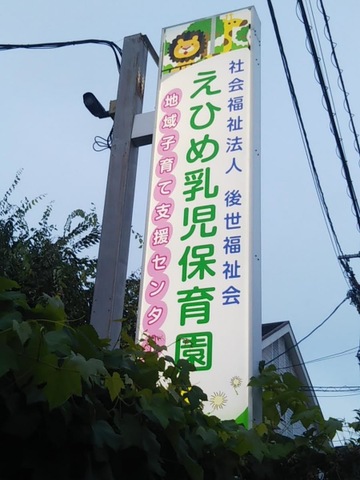 社会福祉法人 後世福祉会
えひめ乳児保育園
地域子育て支援センター